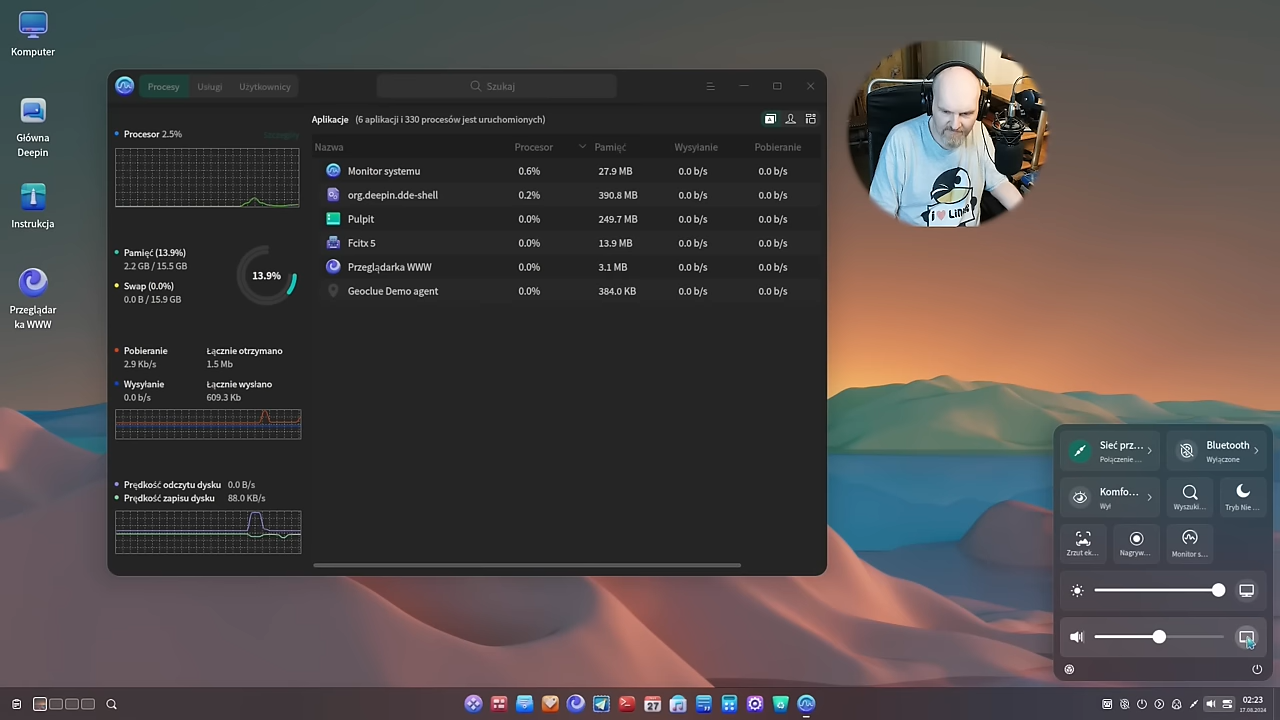 Komputer
Główna
Deepin
Instrukcja
Przeglądar
ka WWW
Procesy
Usługi
Użytkownicy
Szukaj
Procesor 2.5%
Szczegóły
Pamięć (13.9%)
2.2 GB / 15.5 GB
Swap (0.0%)
0.0 B / 15.9 GB
13.9%
Pobieranie
2.9 Kb/s
Łącznie otrzymano
1.5 Mb
Wysyłanie
0.0 b/s
Łącznie wysłano
609.3 Kb
Prędkość odczytu dysku 0.0 B/s
Prędkość zapisu dysku 88.0 KB/s
Aplikacje (6 aplikacji i 330 procesów jest uruchomionych)
Nazwa Procesor Pamięć Wysyłanie Pobieranie
Monitor systemu 0.6% 27.9 MB 0.0 b/s 0.0 b/s
org.deepin.dde-shell 0.2% 390.8 MB 0.0 b/s 0.0 b/s
Pulpit 0.0% 249.7 MB 0.0 b/s 0.0 b/s
Fcitx 5 0.0% 13.9 MB 0.0 b/s 0.0 b/s
Przeglądarka WWW 0.0% 3.1 MB 0.0 b/s 0.0 b/s
Geoclue Demo agent 0.0% 384.0 KB 0.0 b/s 0.0 b/s
Sieć prz...
Połączenie ...
Bluetooth
Wyłączone
Komfo...
Wył
Wyszuki...
Tryb Nie ...
Zrzut ek...
Nagryw...
Monitor s...
27
02:23
17.08.2024